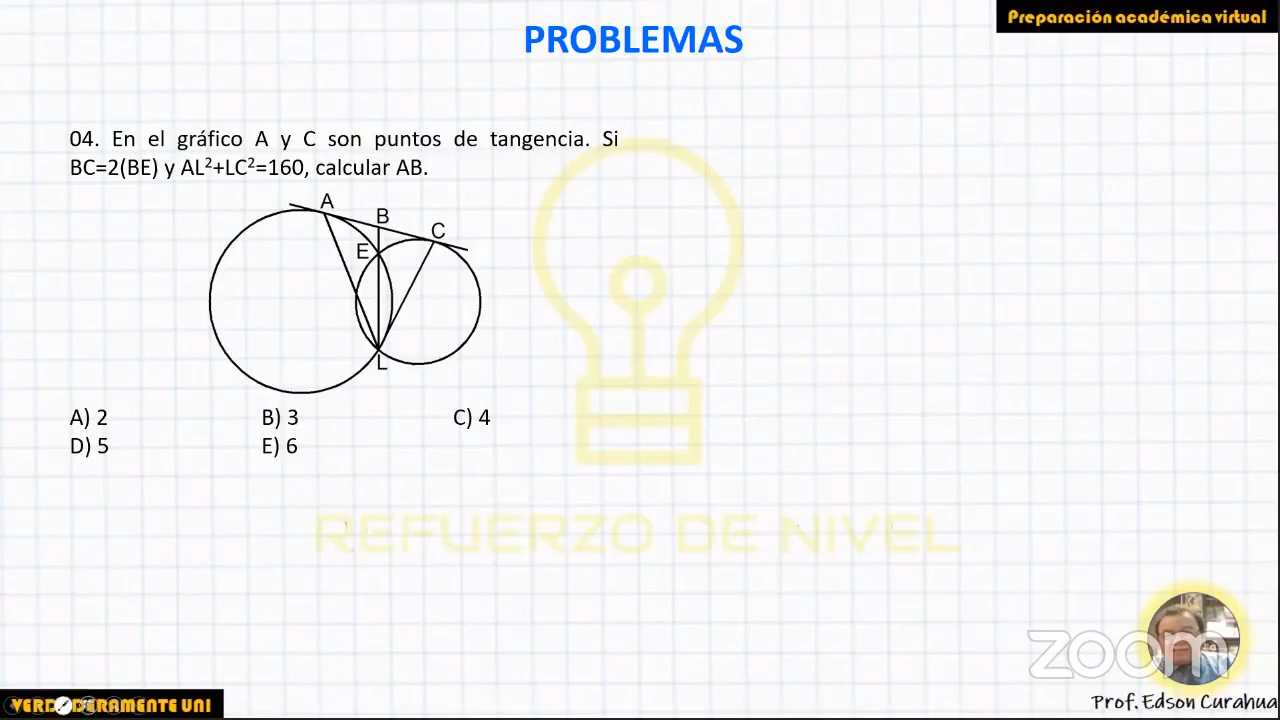 Preparación académica virtual
PROBLEMAS
04. En el gráfico A y C son puntos de tangencia. Si
BC=2(BE) y AL²+LC²=160, calcular AB.
A
B
C
E
L
A) 2 B) 3 C) 4
D) 5 E) 6
REFUERZO DE NIVEL
zoom
VERDADERAMENTE UNI
Prof. Edson Curahua